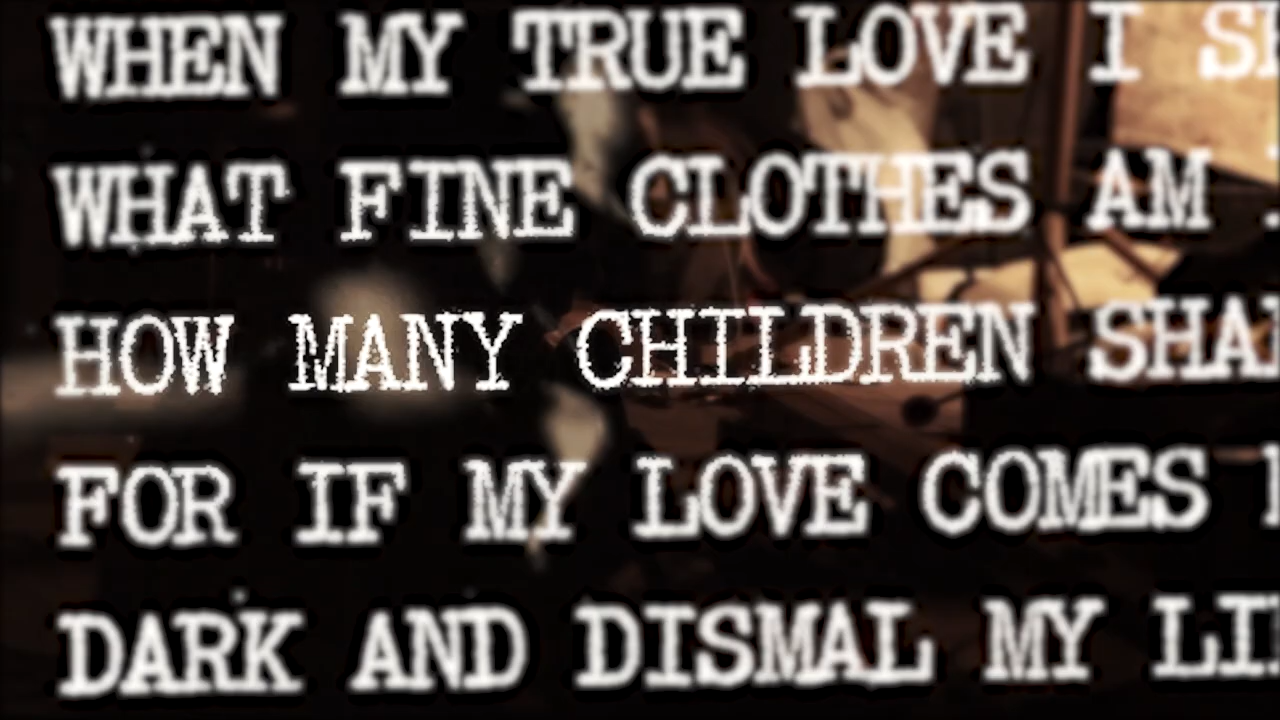 WHEN MY TRUE LOVE I
WHAT FINE CLOTHES AM
HOW MANY CHILDREN
FOR IF MY LOVE COMES
DARK AND DISMAL MY